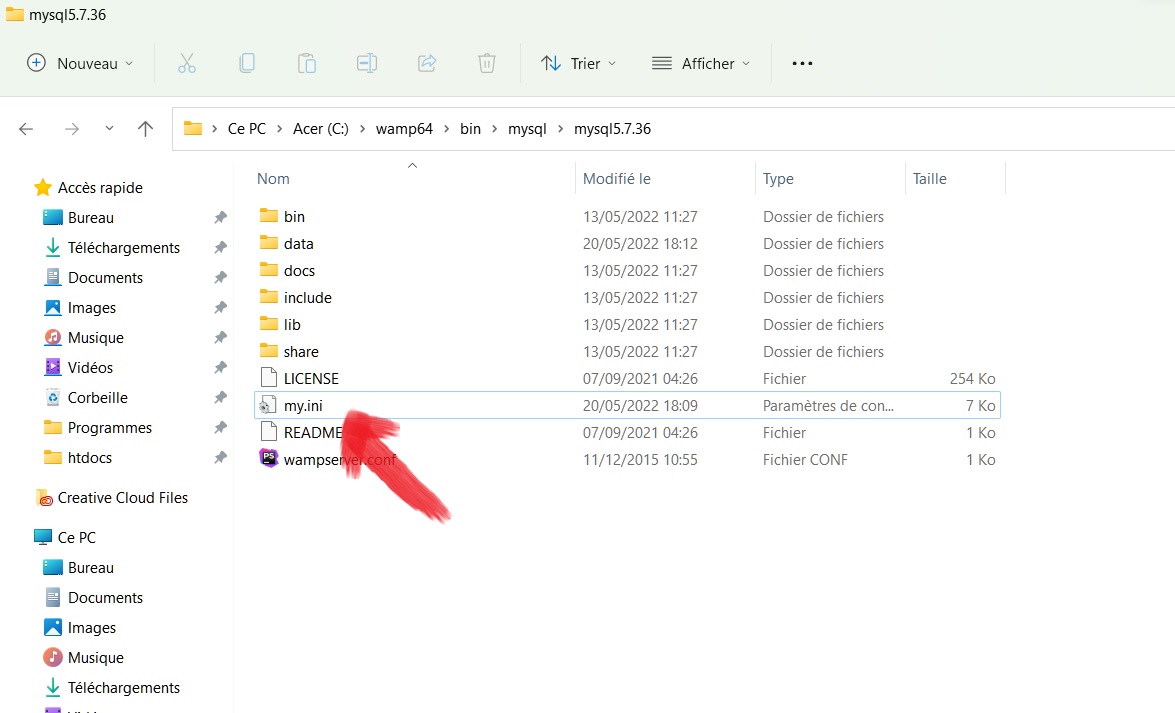 mysql5.7.36
Nouveau
Trier
Afficher
Ce PC
Acer (C:)
wamp64
bin
mysql
mysql5.7.36
Nom
Modifié le
Type
Taille
Accès rapide
Bureau
Téléchargements
Documents
Images
Musique
Vidéos
Corbeille
Programmes
htdocs
Creative Cloud Files
Ce PC
Bureau
Documents
Images
Musique
Téléchargements
bin 13/05/2022 11:27 Dossier de fichiers
data 20/05/2022 18:12 Dossier de fichiers
docs 13/05/2022 11:27 Dossier de fichiers
include 13/05/2022 11:27 Dossier de fichiers
lib 13/05/2022 11:27 Dossier de fichiers
share 13/05/2022 11:27 Dossier de fichiers
LICENSE 07/09/2021 04:26 Fichier 254 Ko
my.ini 20/05/2022 18:09 Paramètres de con... 7 Ko
README 07/09/2021 04:26 Fichier 1 Ko
PS wampserver.conf 11/12/2015 10:55 Fichier CONF 1 Ko